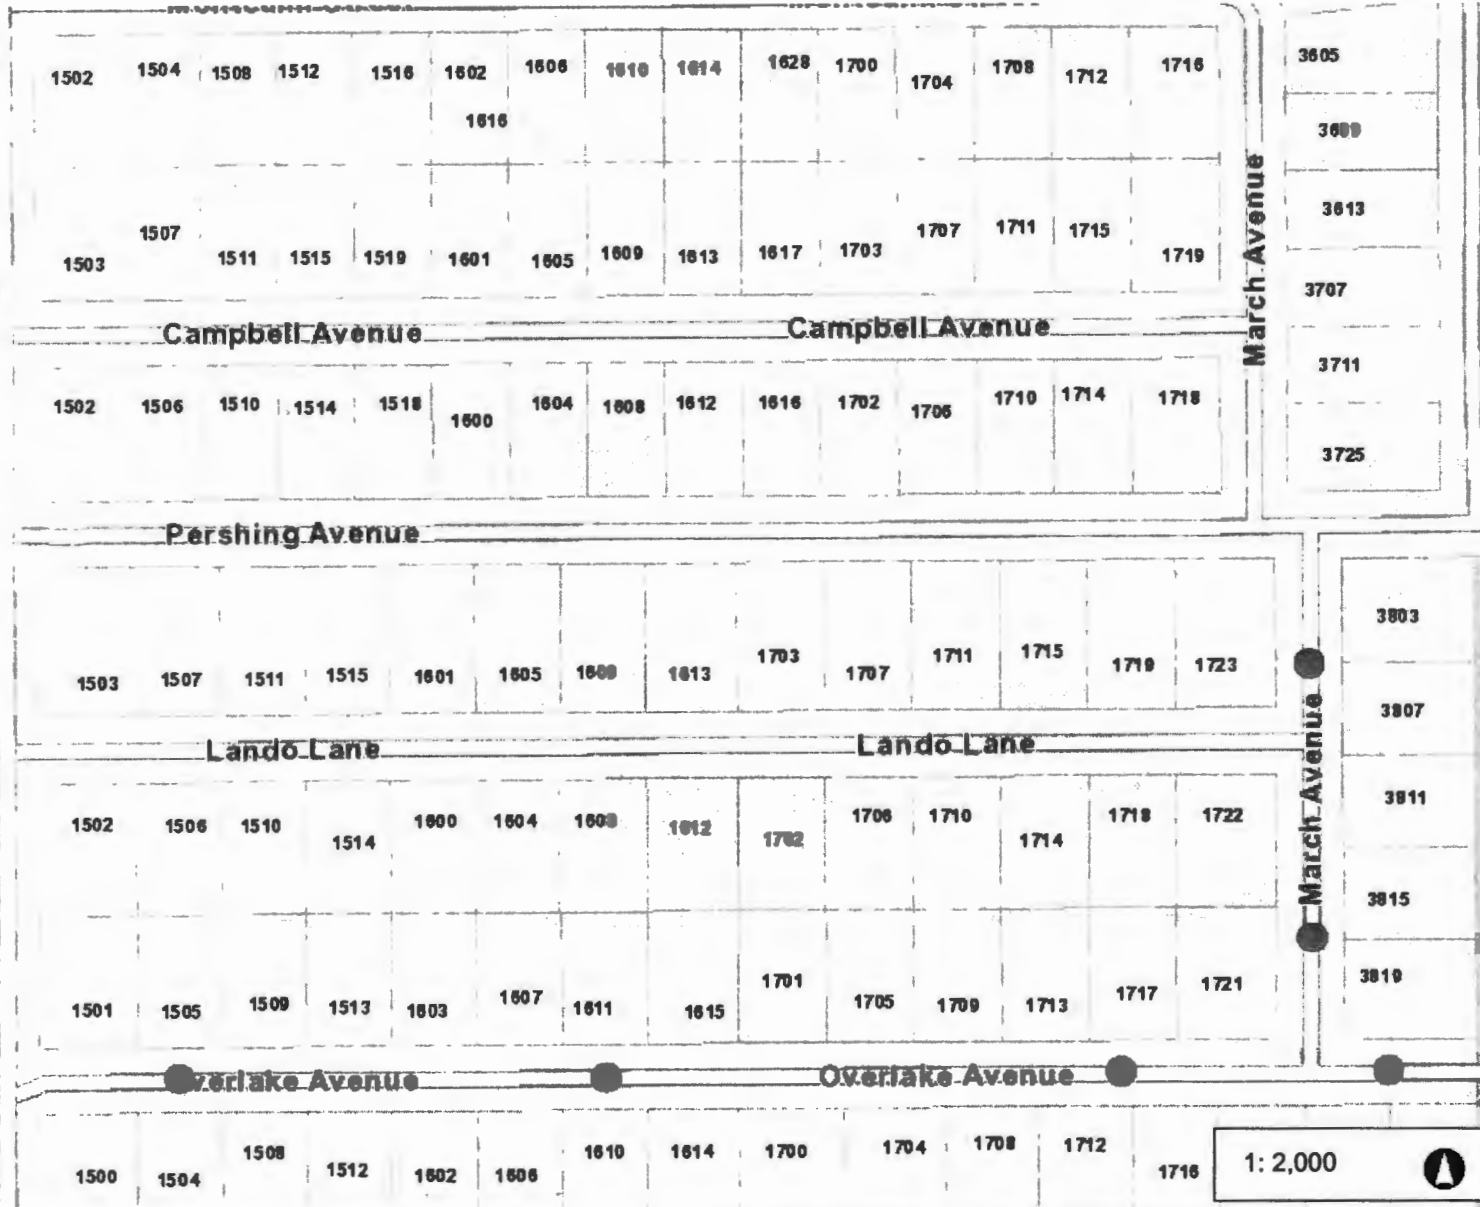 1502 1504 1508 1512 1516 1602 1606 1610 1614 1628 1700 1704 1708 1712 1716 3605
1616 3609
1503 1507 1511 1515 1519 1601 1605 1609 1613 1617 1703 1707 1711 1715 1719 3613
March Avenue
3707
Campbell Avenue Campbell Avenue
3711
1502 1506 1510 1514 1518 1600 1604 1608 1612 1616 1702 1706 1710 1714 1718
3725
Pershing Avenue
3803
1503 1507 1511 1515 1601 1605 1609 1613 1703 1707 1711 1715 1719 1723
3807
Lando Lane Lando Lane
March Avenue
3811
1502 1506 1510 1514 1600 1604 1608 1612 1702 1706 1710 1714 1718 1722
3815
1501 1505 1509 1513 1603 1607 1611 1615 1701 1705 1709 1713 1717 1721 3819
Overlake Avenue
1500 1504 1508 1512 1602 1606 1610 1614 1700 1704 1708 1712 1716
1: 2,000